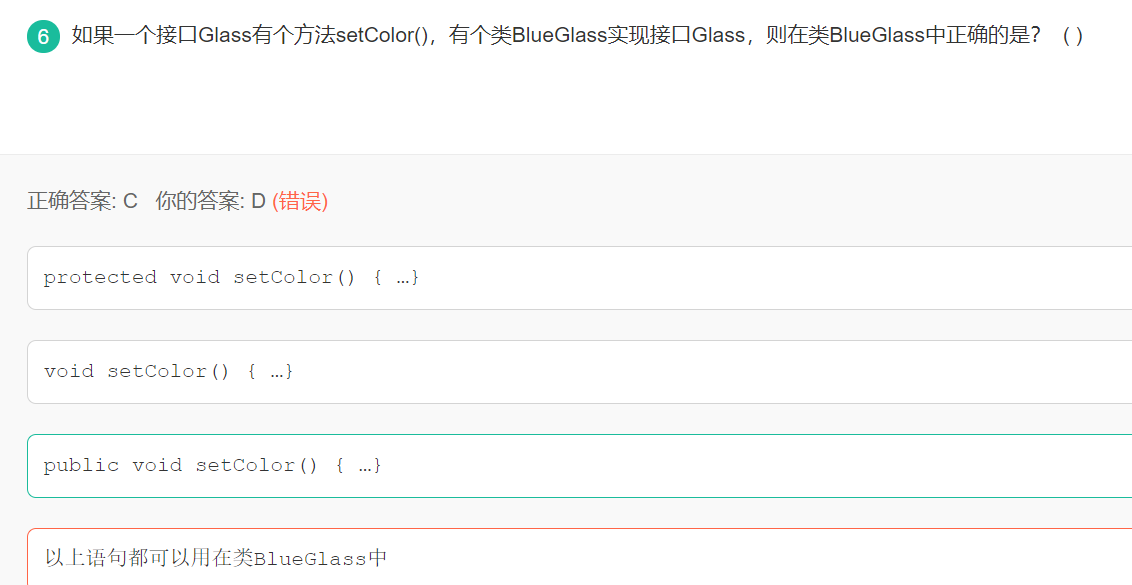 6 如果一个接口Glass有个方法setColor()，有个类BlueGlass实现接口Glass，则在类BlueGlass中正确的是？ ( )
正确答案: C 你的答案: D (错误)
protected void setColor() { …}
void setColor() { …}
public void setColor() { …}
以上语句都可以用在类BlueGlass中